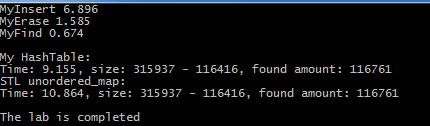 MyInsert 6.896
MyErase 1.585
MyFind 0.674
My HashTable:
Time: 9.155, size: 315937 - 116416, found amount: 116761
STL unordered_map:
Time: 10.864, size: 315937 - 116416, found amount: 116761
The lab is completed